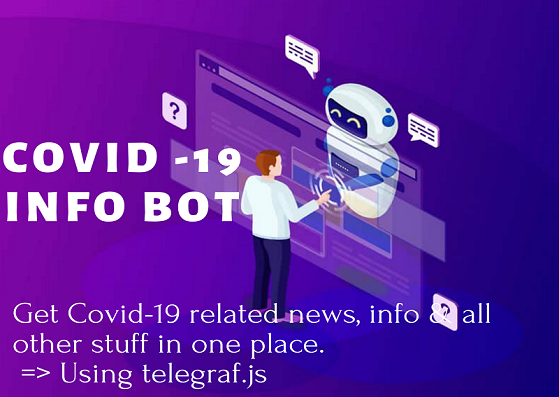 COVID -19
INFO BOT
Get Covid-19 related news, info & all
other stuff in one place.
=> Using telegraf.js
?
?